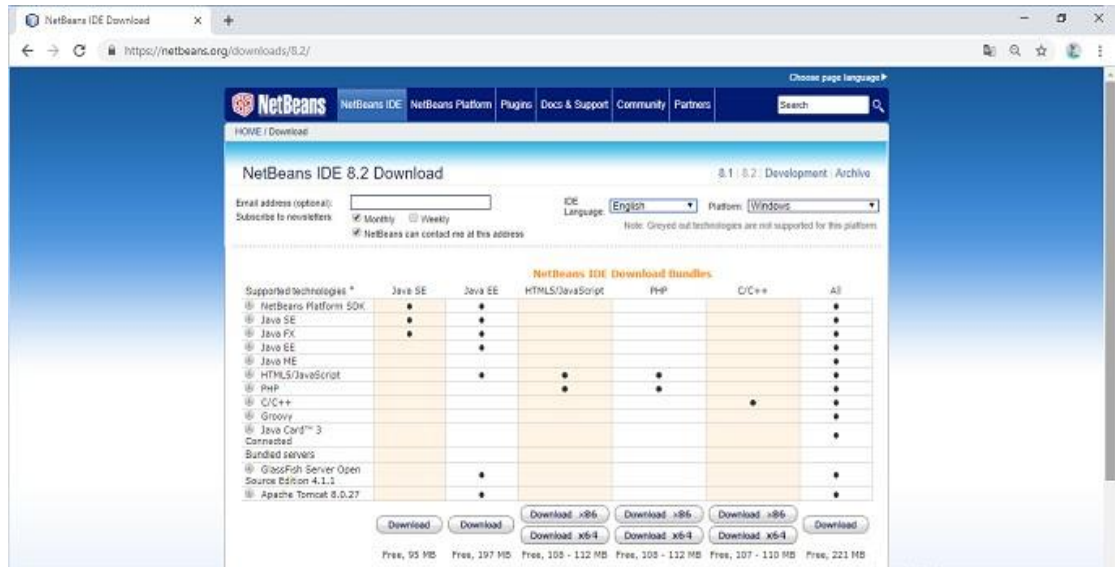 NetBeans IDE Download
https://netbeans.org/downloads/8.2/
Choose page language
NetBeans
NetBeans IDE NetBeans Platform Plugins Docs & Support Community Partners Search
HOME / Download
NetBeans IDE 8.2 Download 8.1 | 8.2 | Development | Archive
Email address (optional): IDE Language: English Platform: Windows
Subscribe to newsletters: Monthly Weekly
Note: Greyed out technologies are not supported for this platform.
NetBeans can contact me at this address
NetBeans IDE Download Bundles
Supported technologies * Java SE Java EE HTML5/JavaScript PHP C/C++ All
NetBeans Platform SDK • • •
Java SE • • •
Java FX • • •
Java EE • •
Java ME •
HTML5/JavaScript • • • •
PHP • • •
C/C++ • •
Groovy •
Java Card™ 3 Connected •
Bundled servers
GlassFish Server Open Source Edition 4.1.1 • •
Apache Tomcat 8.0.27 • •
Download Download Download x86 Download x86 Download x86 Download
Download x64 Download x64 Download x64
Free, 95 MB Free, 197 MB Free, 108 - 112 MB Free, 108 - 112 MB Free, 107 - 110 MB Free, 221 MB